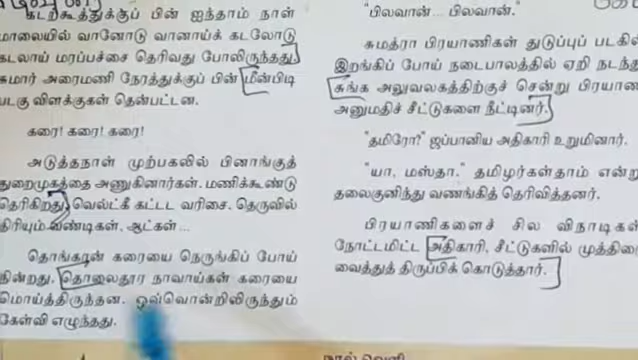 கடற்கூத்துக்குப் பின் ஐந்தாம் நாள்
மாலையில் வானோடு வானாய்க் கடலோடு
கடலாய் மரப்பச்சை தெரிவது போலிருந்தது.
சுமார் அரைமணி நேரத்துக்குப் பின் மீன்பிடி
படகு விளக்குகள் தென்பட்டன.
கரை! கரை! கரை!
அடுத்தநாள் முற்பகலில் பினாங்குத்
துறைமுகத்தை அணுகினார்கள். மணிக்கூண்டு
தெரிகிறது. வெல்ட்கீ கட்டட வரிசை. தெருவில்
திரியும் வண்டிகள், ஆட்கள்...
தொங்கான் கரையை நெருங்கிப் போய்
நின்றது. தொலைதூர நாவாய்கள் கரையை
மொய்த்திருந்தன. ஒவ்வொன்றிலிருந்தும்
கேள்வி எழுந்தது.
"பிலவான்... பிலவான்."
சுமத்ரா பிரயாணிகள் துடுப்புப் படகில்
இறங்கிப் போய் நடைபாலத்தில் ஏறி நடந்து
சுங்க அலுவலகத்திற்குச் சென்று பிரயாண
அனுமதிச் சீட்டுகளை நீட்டினர்.
"தமிரோ?" ஜப்பானிய அதிகாரி உறுமினார்.
"யா, மஸ்தா." தமிழர்கள்தாம் என்று
தலைகுனிந்து வணங்கித் தெரிவித்தனர்.
பிரயாணிகளைச் சில விநாடிகள்
நோட்டமிட்ட அதிகாரி, சீட்டுகளில் முத்திரை
வைத்துத் திருப்பிக் கொடுத்தார்.